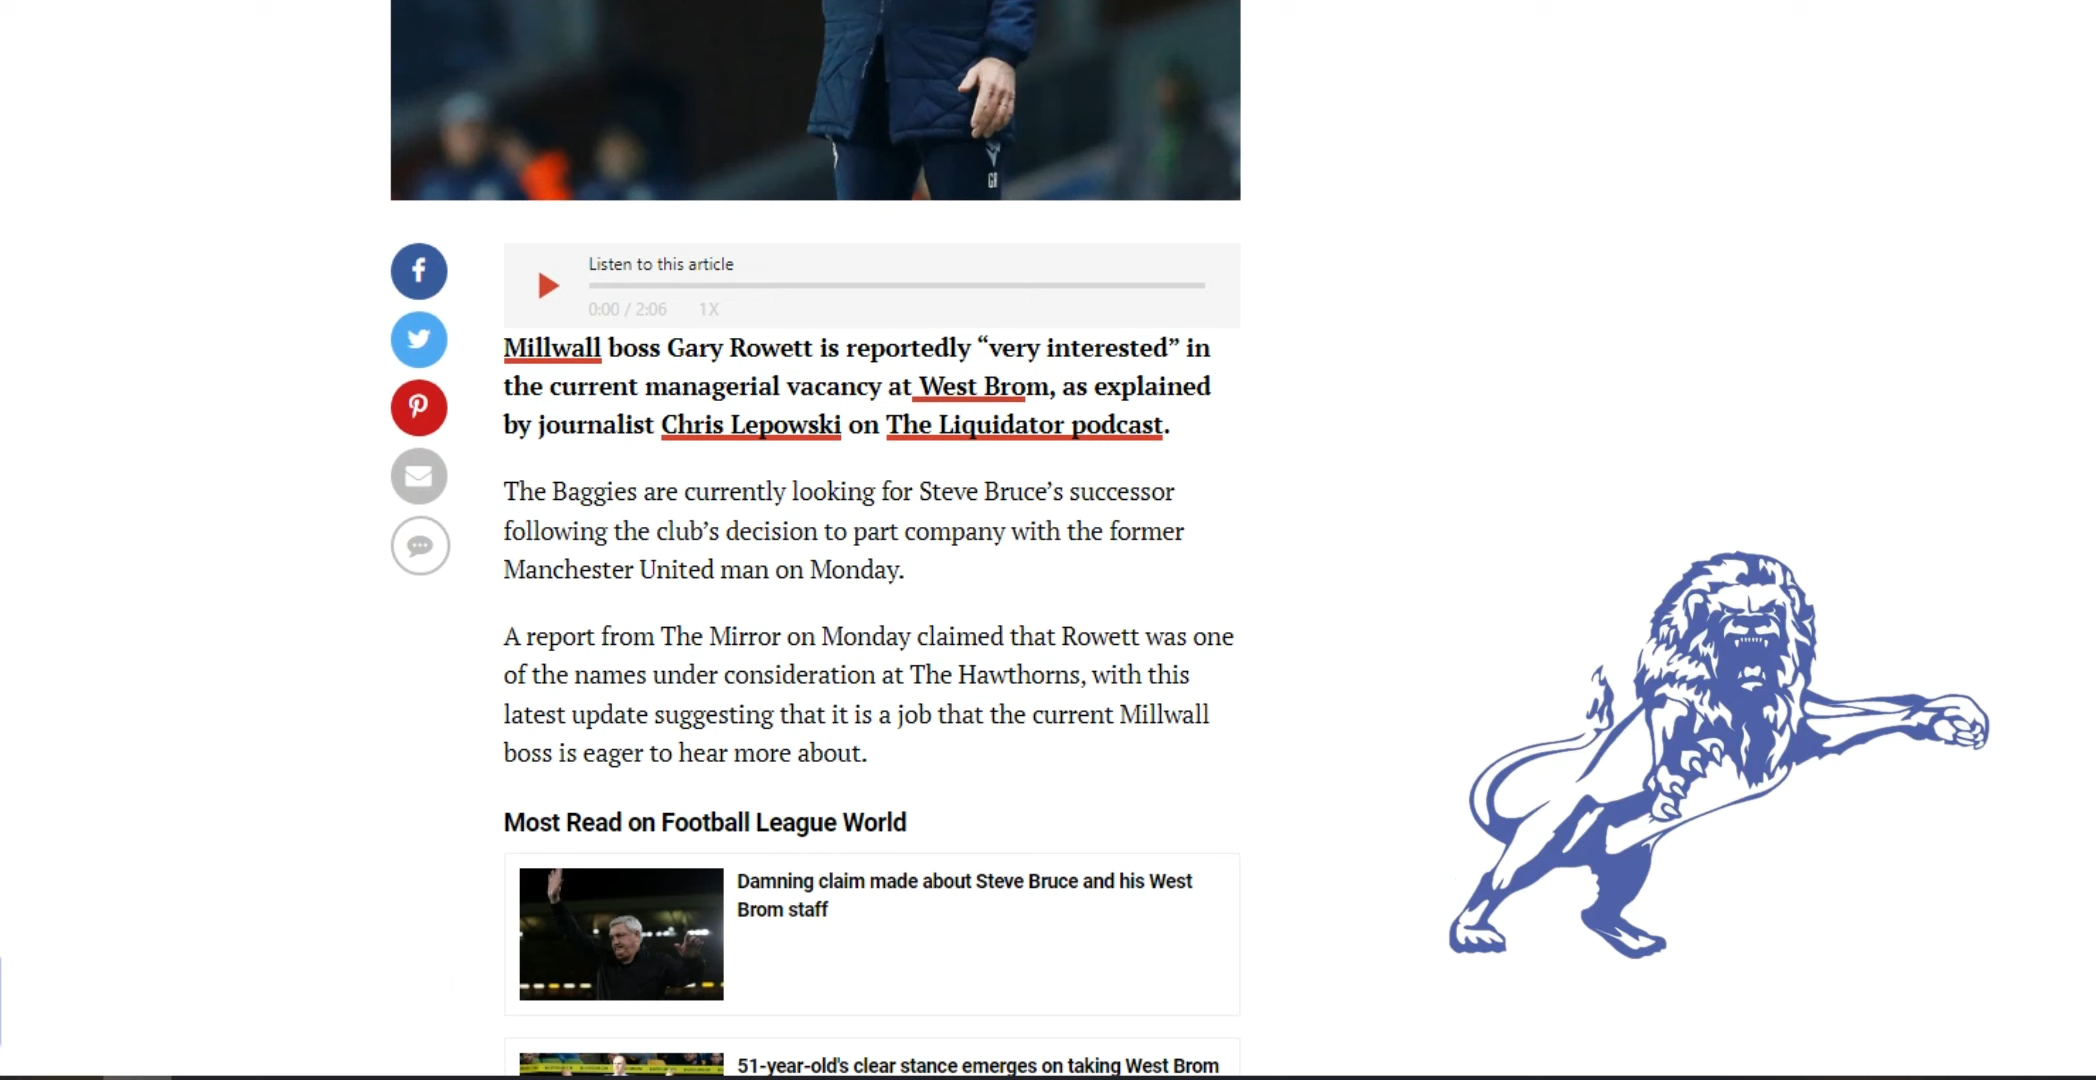 GR
Listen to this article
0:00 / 2:06 1X
Millwall boss Gary Rowett is reportedly “very interested” in
the current managerial vacancy at West Brom, as explained
by journalist Chris Lepowski on The Liquidator podcast.
The Baggies are currently looking for Steve Bruce’s successor
following the club’s decision to part company with the former
Manchester United man on Monday.
A report from The Mirror on Monday claimed that Rowett was one
of the names under consideration at The Hawthorns, with this
latest update suggesting that it is a job that the current Millwall
boss is eager to hear more about.
Most Read on Football League World
Damning claim made about Steve Bruce and his West
Brom staff
51-year-old's clear stance emerges on taking West Brom